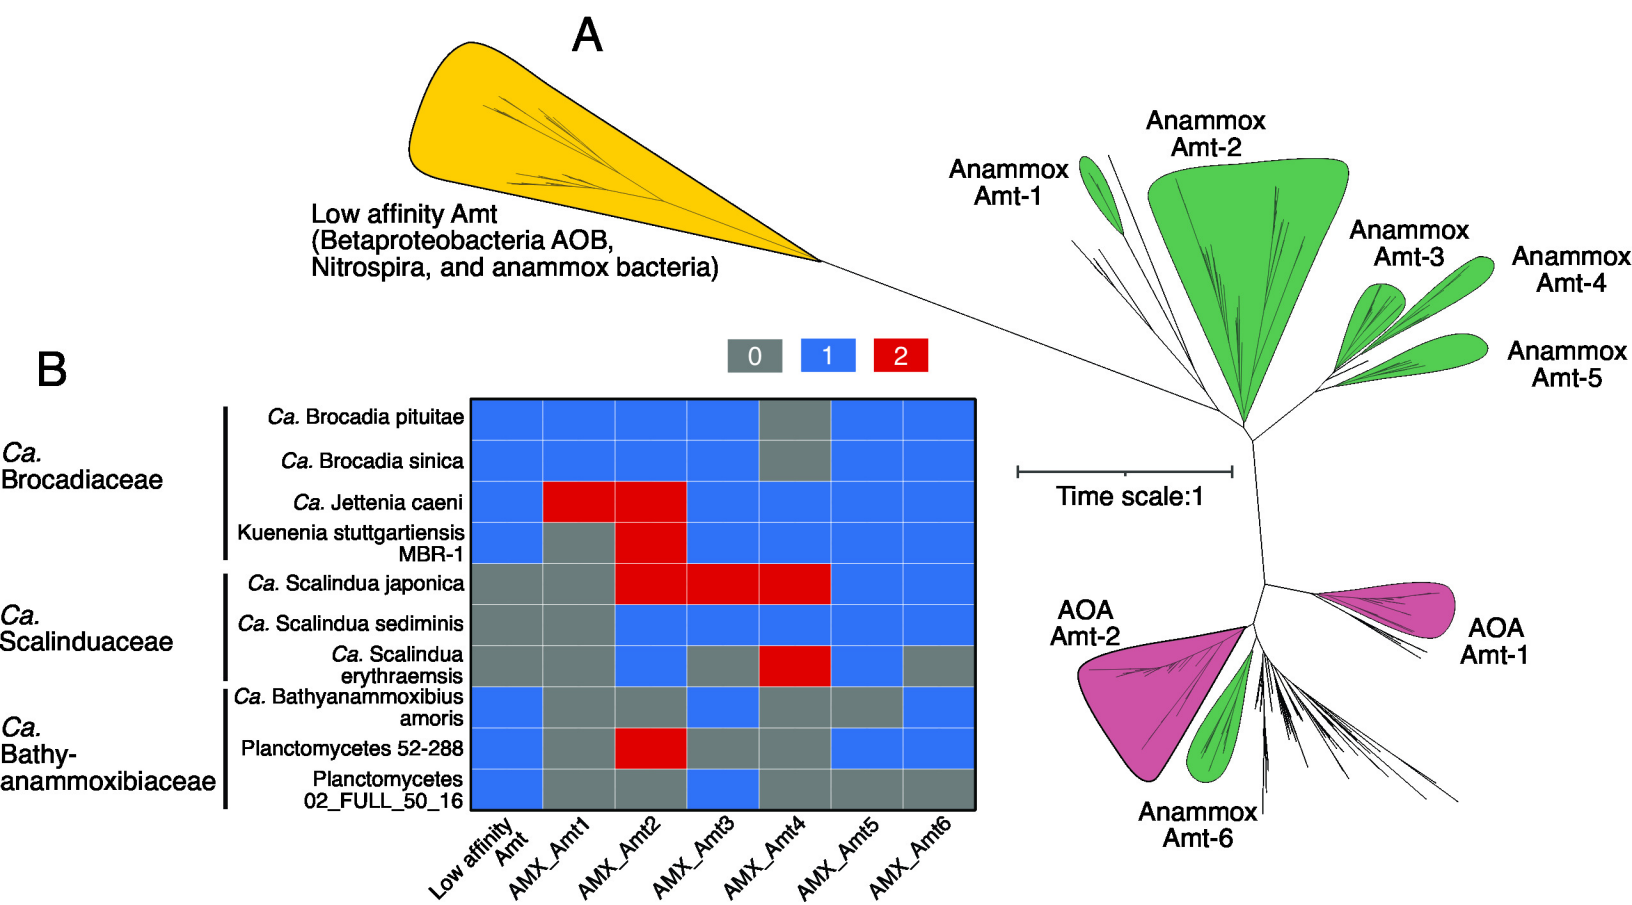 A
Low affinity Amt
(Betaproteobacteria AOB,
Nitrospira, and anammox bacteria)
Anammox
Amt-1
Anammox
Amt-2
Anammox
Amt-3
Anammox
Amt-4
Anammox
Amt-5
Time scale:1
AOA
Amt-2
AOA
Amt-1
Anammox
Amt-6
B
0
1
2
Ca.
Brocadiaceae
Ca. Brocadia pituitae
Ca. Brocadia sinica
Ca. Jettenia caeni
Kuenenia stuttgartiensis
MBR-1
Ca.
Scalinduaceae
Ca. Scalindua japonica
Ca. Scalindua sediminis
Ca. Scalindua
erythraemsis
Ca.
Bathy-
anammoxibiaceae
Ca. Bathyanammoxibius
amoris
Planctomycetes 52-288
Planctomycetes
02_FULL_50_16
Low affinity
Amt
AMX_Amt1
AMX_Amt2
AMX_Amt3
AMX_Amt4
AMX_Amt5
AMX_Amt6